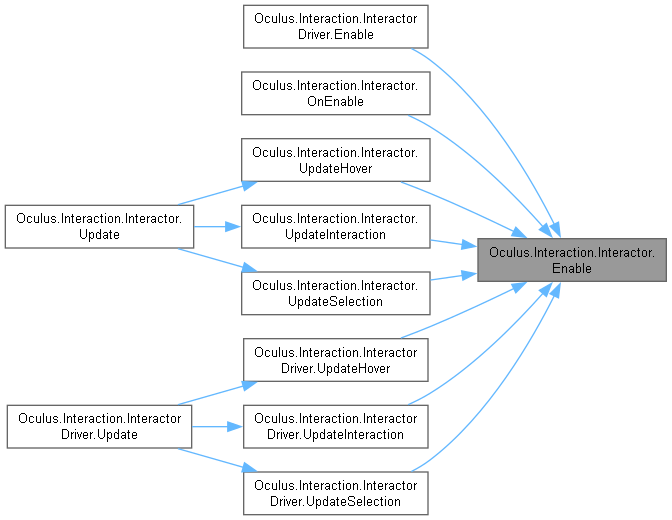 Oculus.Interaction.Interactor
Driver.Enable
Oculus.Interaction.Interactor.
OnEnable
Oculus.Interaction.Interactor.
UpdateHover
Oculus.Interaction.Interactor.
Update
Oculus.Interaction.Interactor.
UpdateInteraction
Oculus.Interaction.Interactor.
Enable
Oculus.Interaction.Interactor.
UpdateSelection
Oculus.Interaction.Interactor
Driver.UpdateHover
Oculus.Interaction.Interactor
Driver.Update
Oculus.Interaction.Interactor
Driver.UpdateInteraction
Oculus.Interaction.Interactor
Driver.UpdateSelection